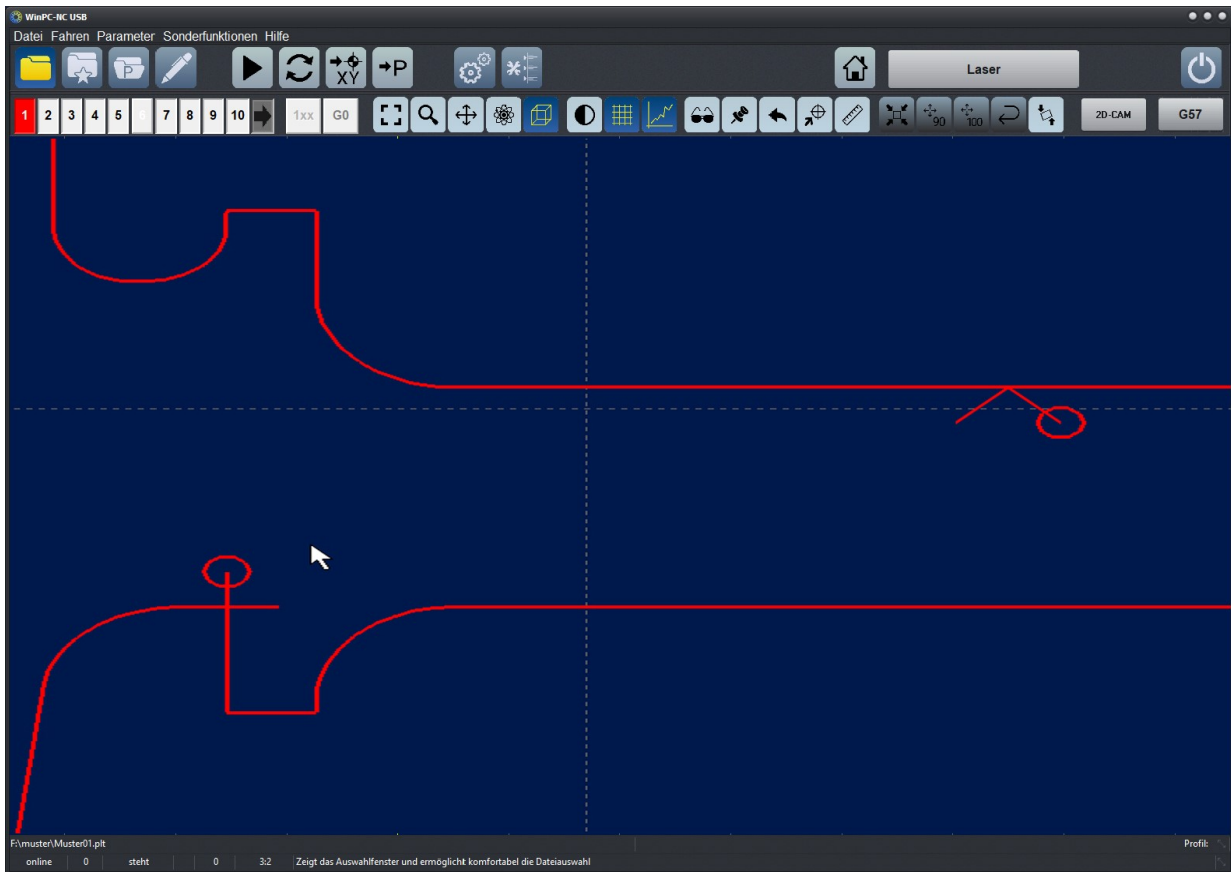 WinPC-NC USB
Datei Fahren Parameter Sonderfunktionen Hilfe
P XY P Laser
1 2 3 4 5 6 7 8 9 10 1xx G0 90 100 2D-CAM G57
F:\muster\Muster01.plt Profil:
online 0 steht 0 3:2 Zeigt das Auswahlfenster und ermöglicht komfortabel die Dateiauswahl